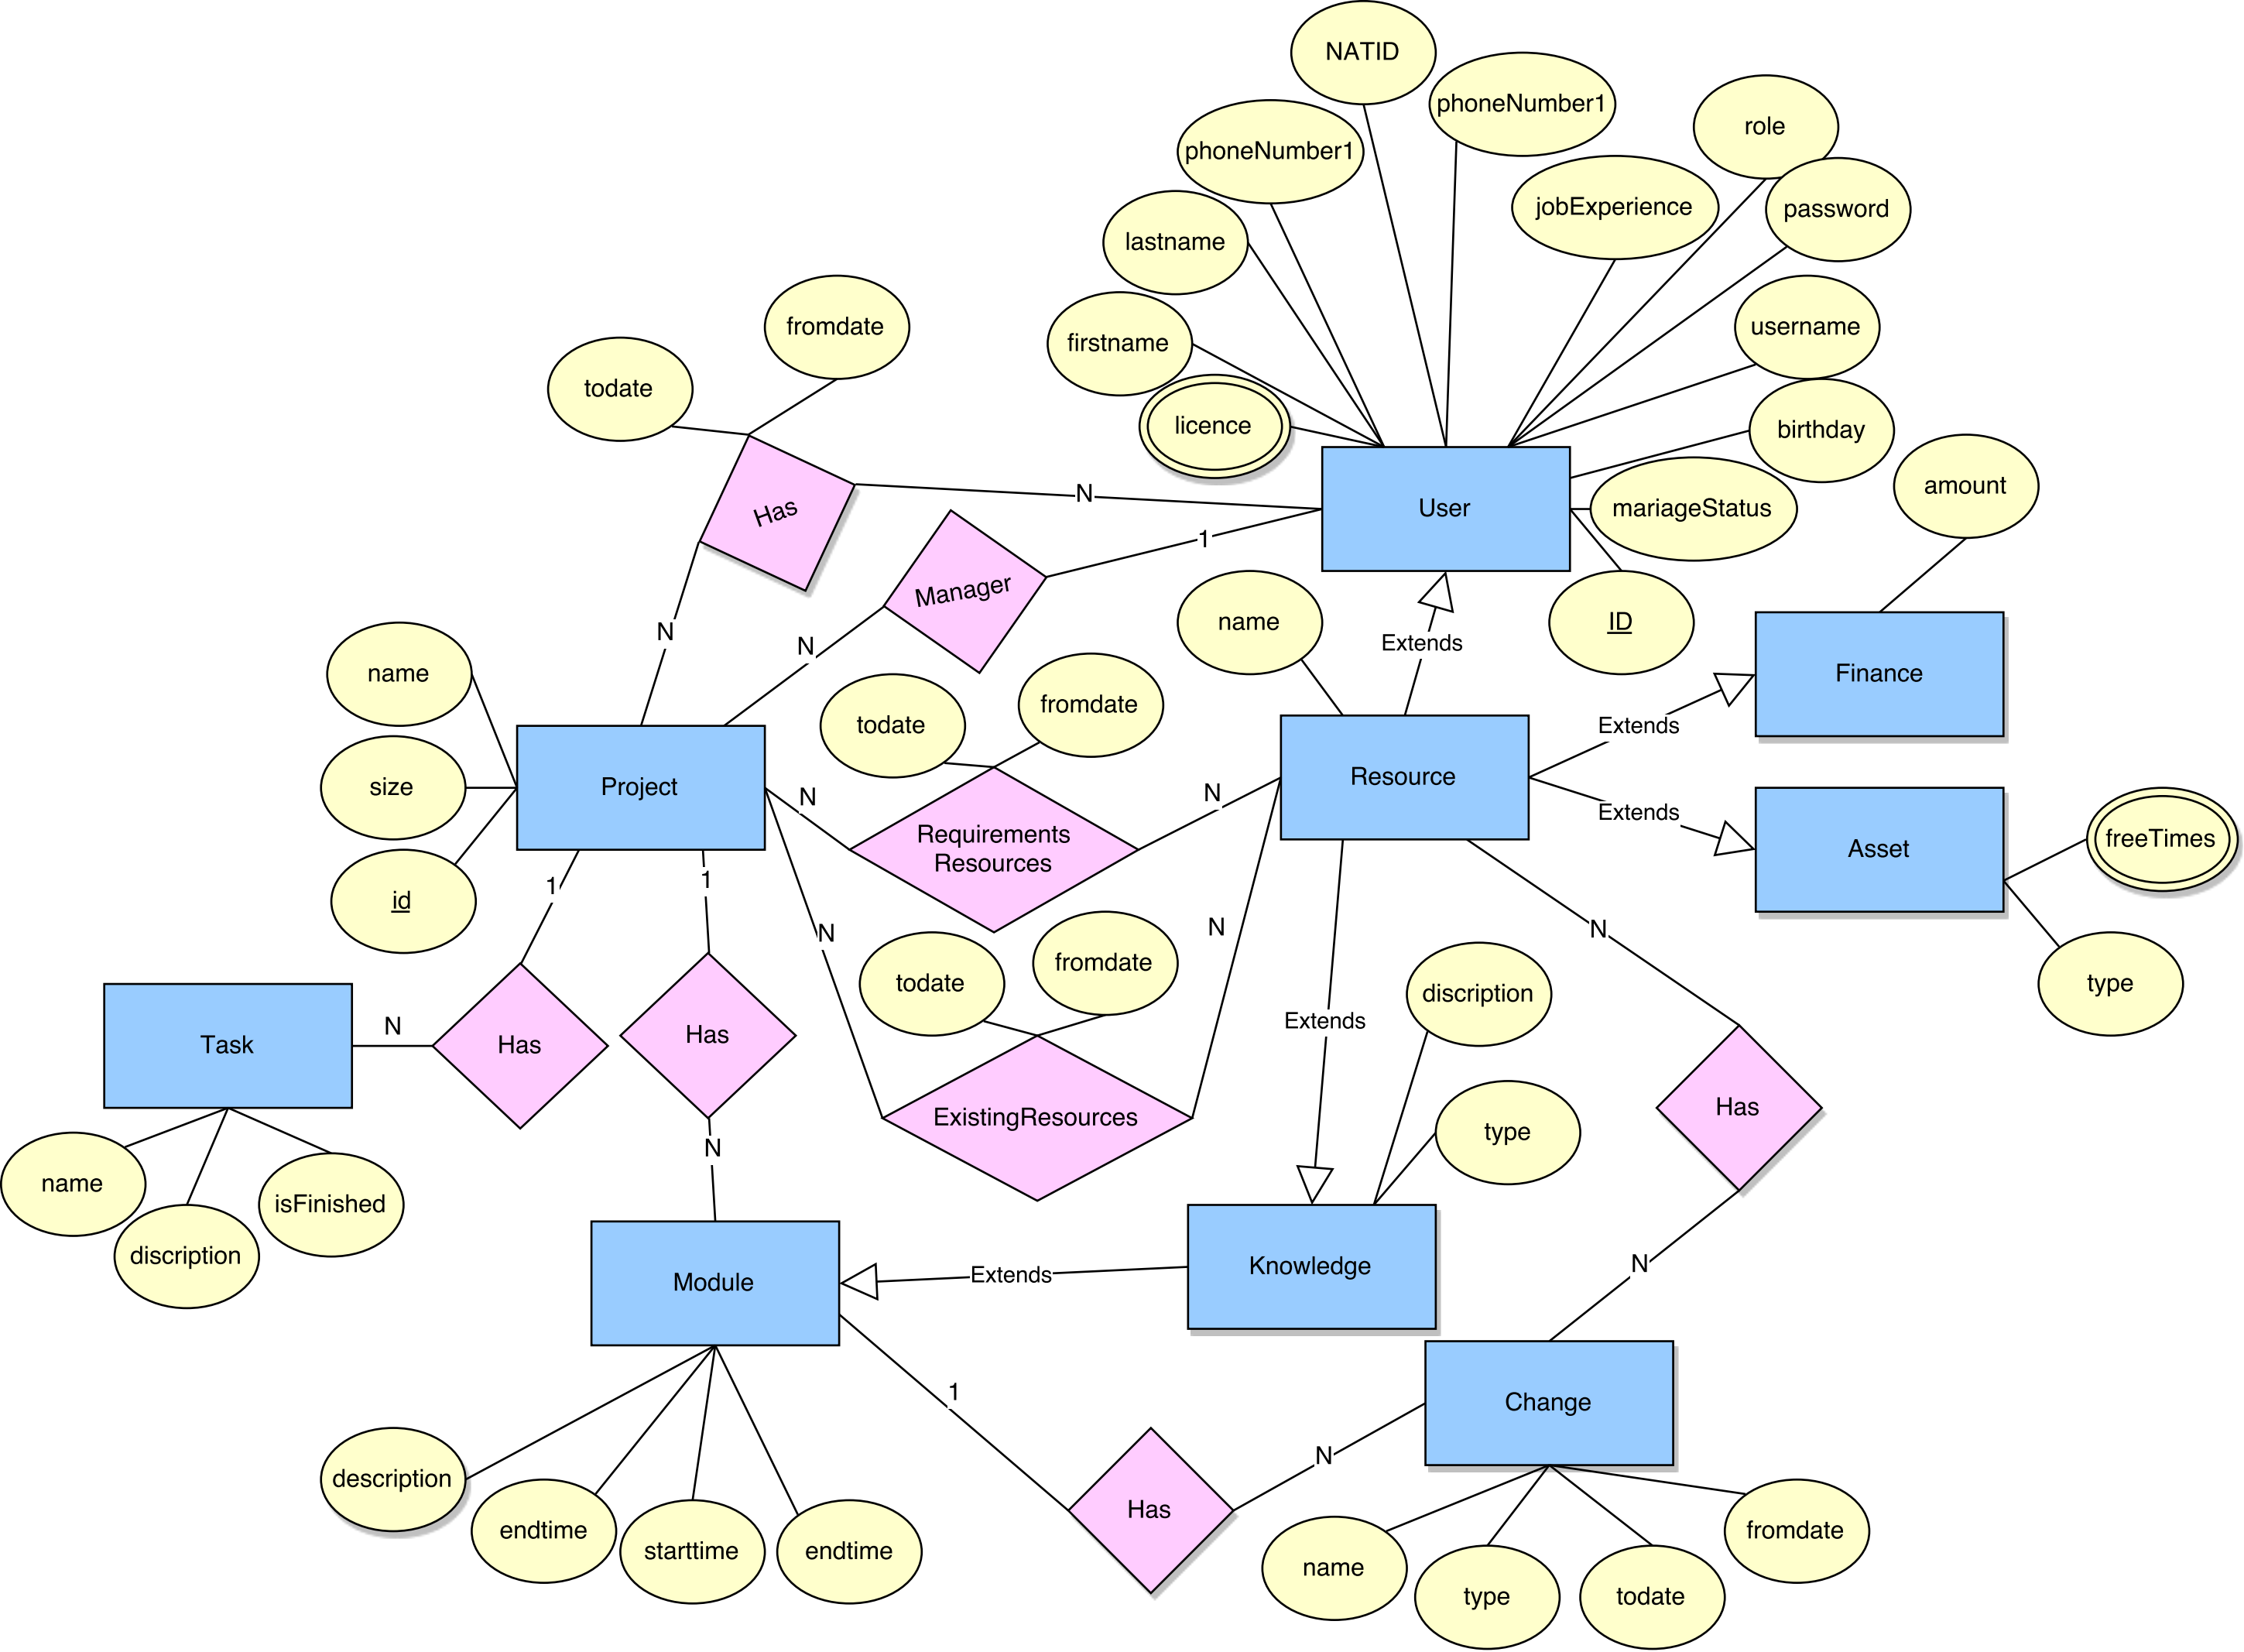 NATID
phoneNumber1
role
phoneNumber1
jobExperience
password
lastname
fromdate
username
firstname
todate
licence
birthday
amount
Has
N
User
mariageStatus
1
Manager
N
N
name
Extends
ID
name
todate
fromdate
Extends
Finance
Project
size
N
Requirements
Resources
N
Resource
Extends
Asset
freeTimes
1
1
id
N
N
N
todate
fromdate
discription
type
Task
N
Has
Has
Extends
ExistingResources
Has
type
N
name
discription
isFinished
Module
Extends
Knowledge
N
1
Change
description
endtime
starttime
endtime
Has
N
name
type
todate
fromdate